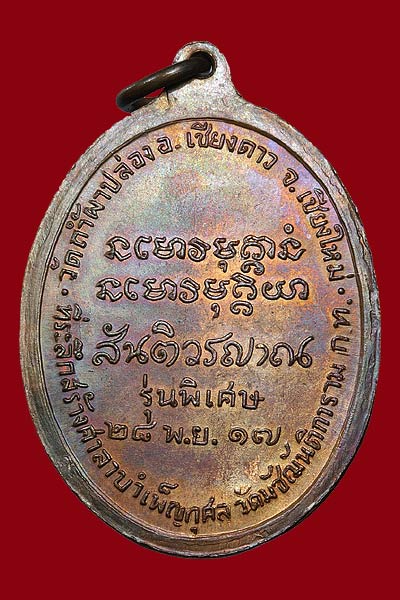 วัดถ้ำผาปล่อง อ. เชียงดาว จ. เชียงใหม่
สันติวรญาณ
รุ่นพิเศษ
๒๘ พ.ย. ๑๗
ที่ระลึกสร้างศาลาบำเพ็ญกุศล วัดมัชฌันติการาม ก.ท.